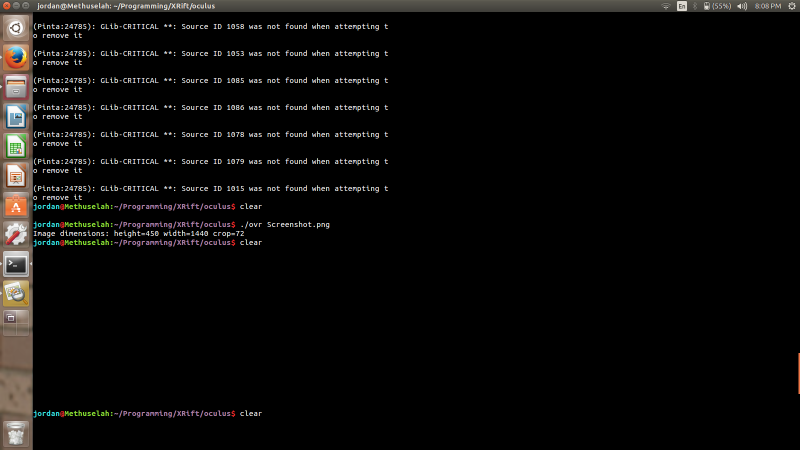 jordan@Methuselah: ~/Programming/XRift/oculus
En
(55%)
8:08 PM
(Pinta:24785): GLib-CRITICAL **: Source ID 1058 was not found when attempting t
o remove it
(Pinta:24785): GLib-CRITICAL **: Source ID 1053 was not found when attempting t
o remove it
(Pinta:24785): GLib-CRITICAL **: Source ID 1085 was not found when attempting t
o remove it
(Pinta:24785): GLib-CRITICAL **: Source ID 1086 was not found when attempting t
o remove it
(Pinta:24785): GLib-CRITICAL **: Source ID 1078 was not found when attempting t
o remove it
(Pinta:24785): GLib-CRITICAL **: Source ID 1079 was not found when attempting t
o remove it
(Pinta:24785): GLib-CRITICAL **: Source ID 1015 was not found when attempting t
o remove it
jordan@Methuselah:~/Programming/XRift/oculus$ clear
jordan@Methuselah:~/Programming/XRift/oculus$ ./ovr Screenshot.png
Image dimensions: height=450 width=1440 crop=72
jordan@Methuselah:~/Programming/XRift/oculus$ clear
jordan@Methuselah:~/Programming/XRift/oculus$ clear